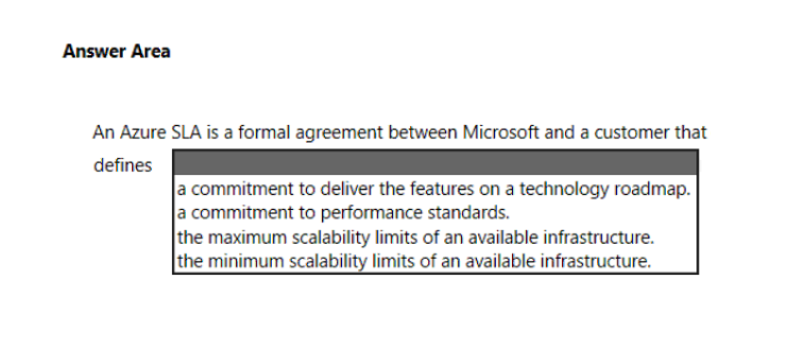 Answer Area
An Azure SLA is a formal agreement between Microsoft and a customer that
defines
a commitment to deliver the features on a technology roadmap.
a commitment to performance standards.
the maximum scalability limits of an available infrastructure.
the minimum scalability limits of an available infrastructure.